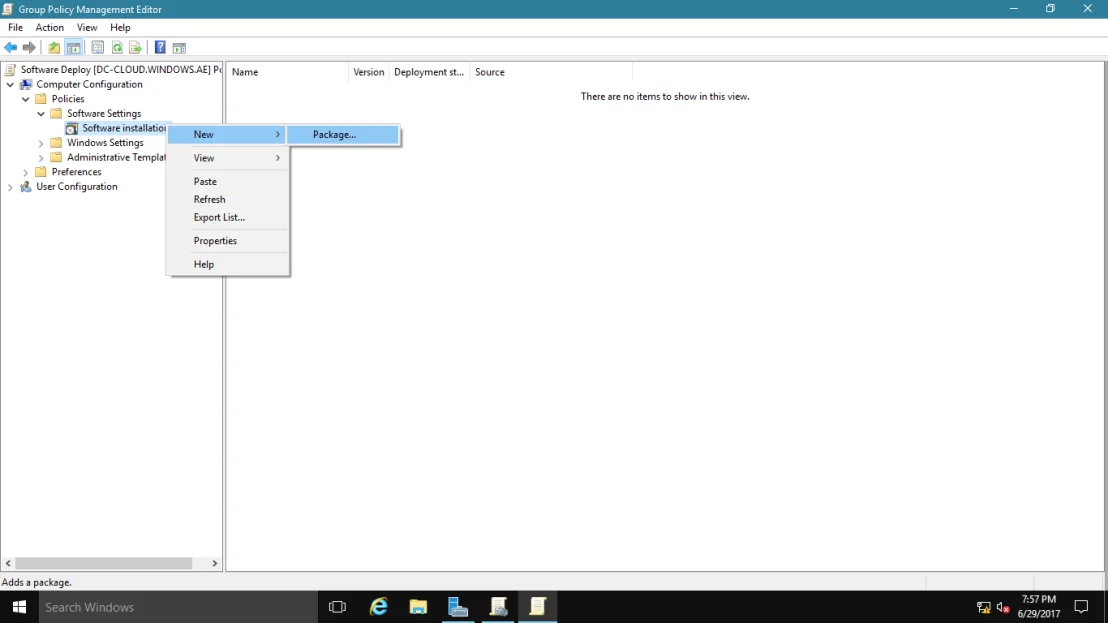 Group Policy Management Editor
File Action View Help
Software Deploy [DC-CLOUD.WINDOWS.AE] Po
Computer Configuration
Policies
Software Settings
Software installation
Windows Settings
Administrative Templat
Preferences
User Configuration
Name Version Deployment st... Source
There are no items to show in this view.
New
Package...
View
Paste
Refresh
Export List...
Properties
Help
Adds a package.
Search Windows
7:57 PM
6/29/2017